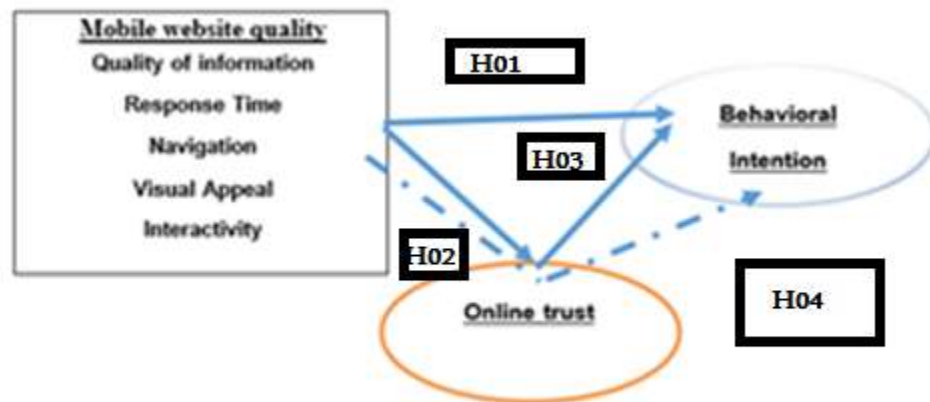 Mobile website quality
Quality of information
Response Time
Navigation
Visual Appeal
Interactivity
H01
H03
H02
Behavioral
Intention
Online trust
H04